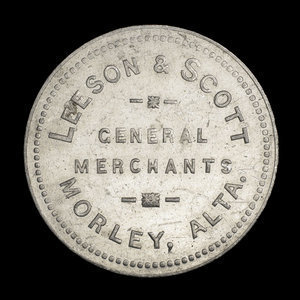 LEESON & SCOTT
GENERAL
MERCHANTS
MORLEY, ALTA.